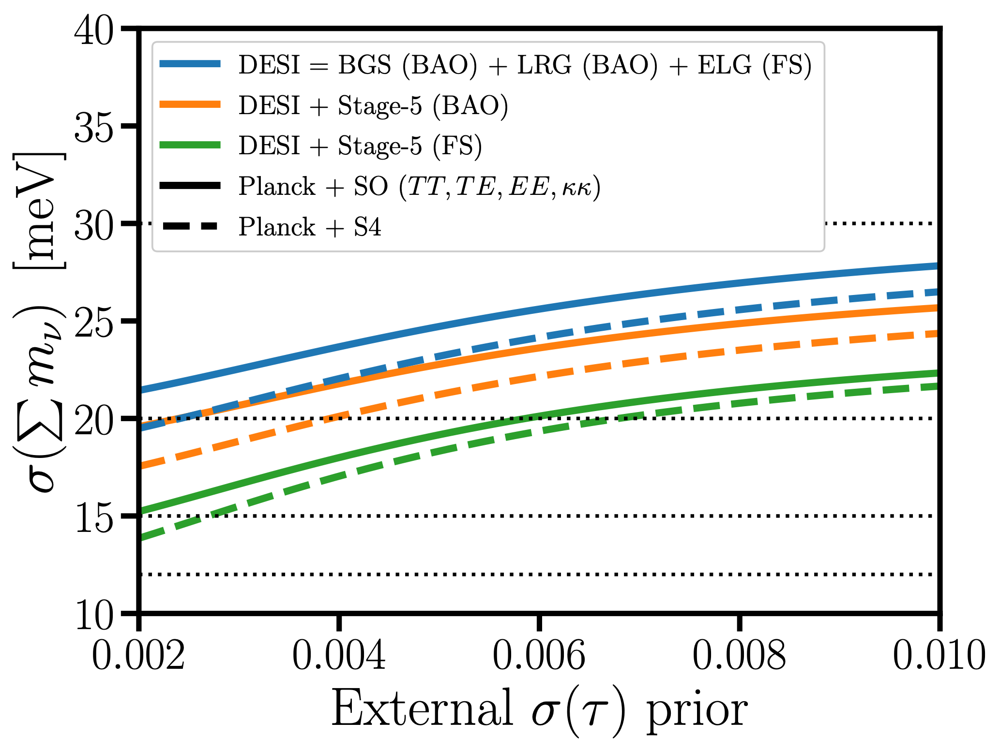 40
35
30
25
20
15
10
σ(∑ mν) [meV]
DESI = BGS (BAO) + LRG (BAO) + ELG (FS)
DESI + Stage-5 (BAO)
DESI + Stage-5 (FS)
Planck + SO (TT, TE, EE, κκ)
Planck + S4
0.002 0.004 0.006 0.008 0.010
External σ(τ) prior